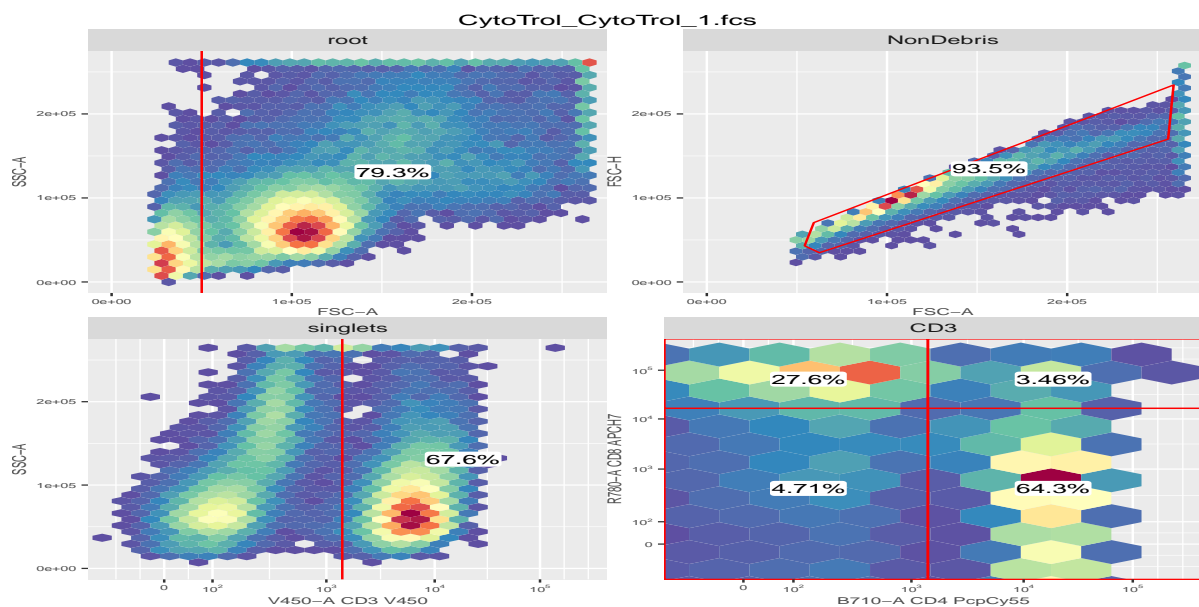 CytoTrol_CytoTrol_1.fcs
root
NonDebris
SSC−A
2e+05
1e+05
0e+00
79.3%
0e+00 1e+05 2e+05
FSC−A
FSC−H
2e+05
1e+05
0e+00
93.5%
0e+00 1e+05 2e+05
FSC−A
singlets
CD3
SSC−A
2e+05
1e+05
0e+00
67.6%
0 10² 10³ 10⁴ 10⁵
V450−A CD3 V450
R780−A CD8 APCH7
10⁵
10⁴
10³
10²
0
27.6% 3.46%
4.71% 64.3%
0 10² 10³ 10⁴ 10⁵
B710−A CD4 PcpCy55